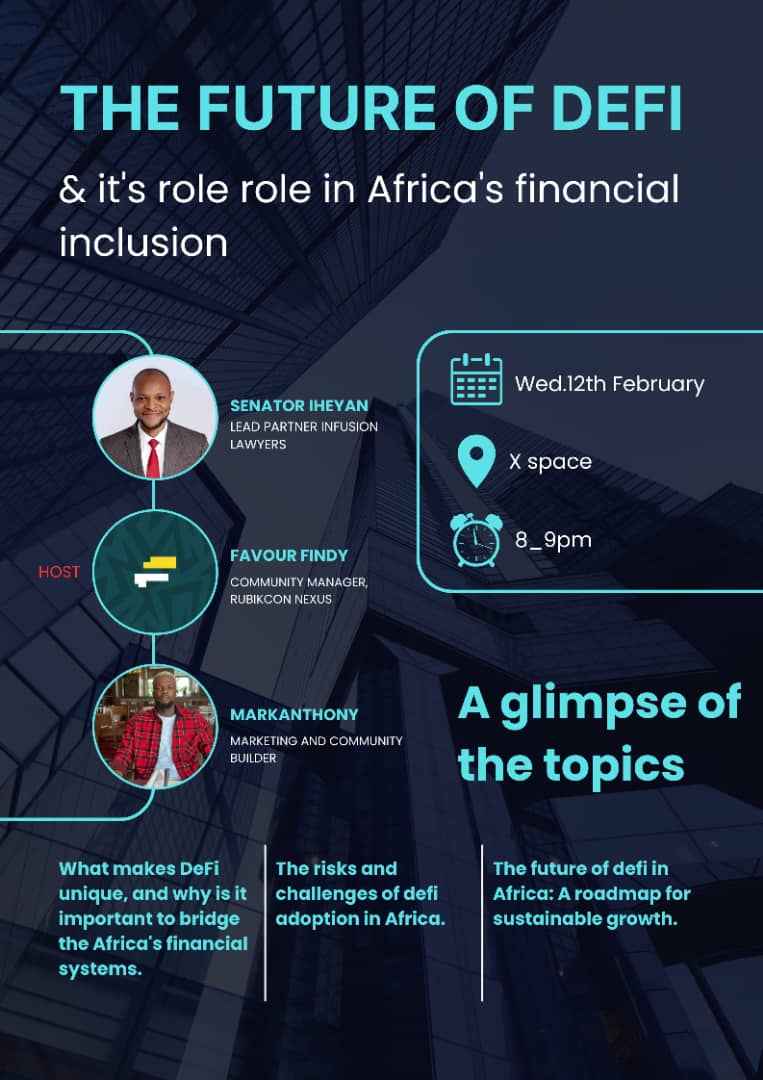 THE FUTURE OF DEFI
& it's role role in Africa's financial
inclusion
SENATOR IHEYAN
LEAD PARTNER INFUSION
LAWYERS
HOST
FAVOUR FINDY
COMMUNITY MANAGER,
RUBIKCON NEXUS
MARKANTHONY
MARKETING AND COMMUNITY
BUILDER
Wed.12th February
X space
8_9pm
A glimpse of
the topics
What makes DeFi
unique, and why is it
important to bridge
the Africa's financial
systems.
The risks and
challenges of defi
adoption in Africa.
The future of defi in
Africa: A roadmap for
sustainable growth.